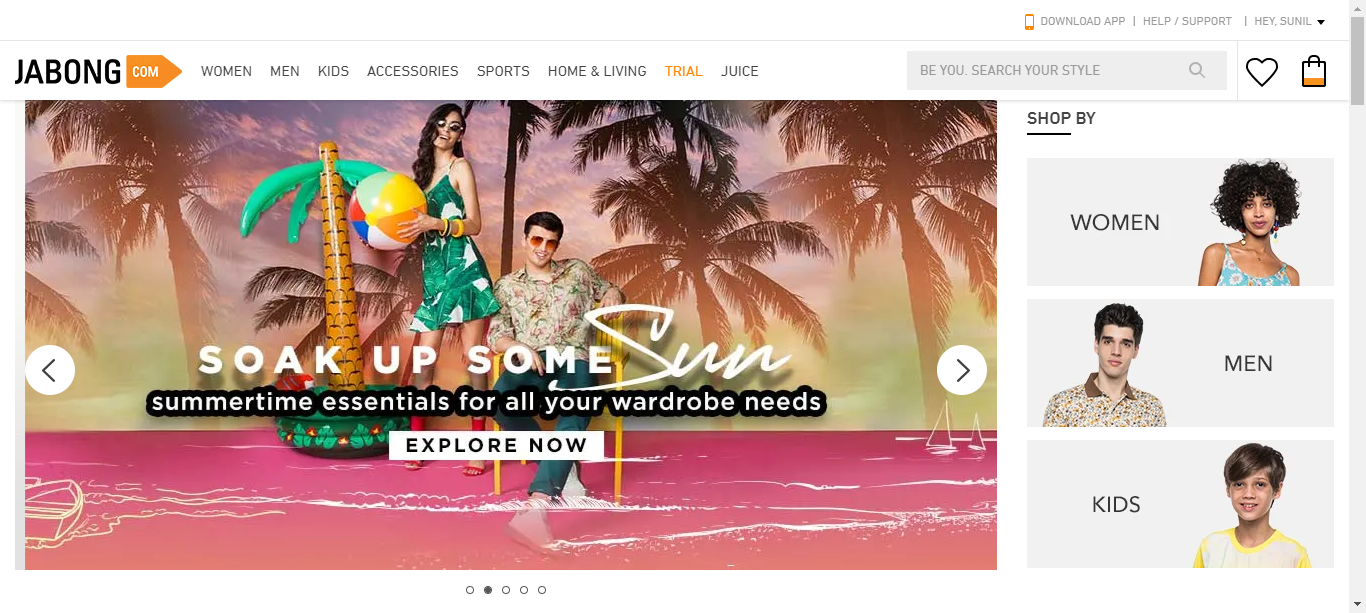 DOWNLOAD APP | HELP / SUPPORT | HEY, SUNIL
JABONG COM
WOMEN MEN KIDS ACCESSORIES SPORTS HOME & LIVING TRIAL JUICE
BE YOU. SEARCH YOUR STYLE
SOAK UP SOME Sun
summertime essentials for all your wardrobe needs
EXPLORE NOW
SHOP BY
WOMEN
MEN
KIDS